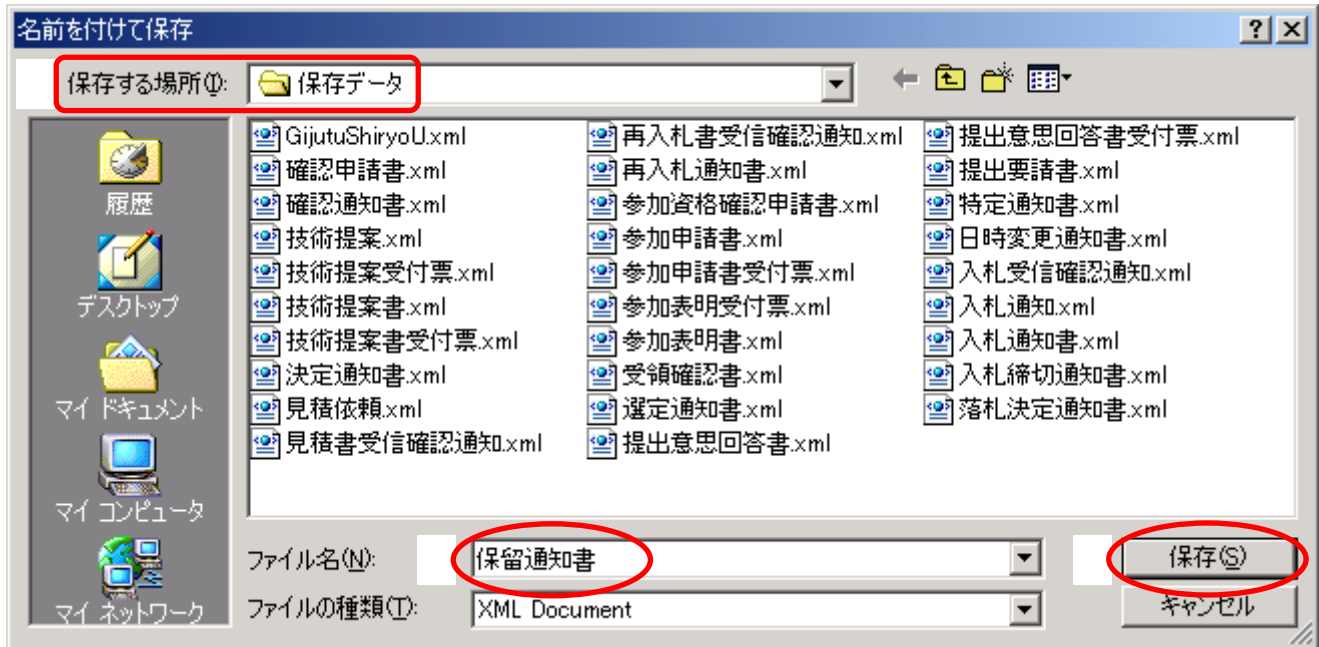 名前を付けて保存
保存する場所(I): 保存データ
履歴
デスクトップ
マイ ドキュメント
マイ コンピュータ
マイ ネットワーク
GijutuShiryoU.xml
確認申請書.xml
確認通知書.xml
技術提案.xml
技術提案受付票.xml
技術提案書.xml
技術提案書受付票.xml
決定通知書.xml
見積依頼.xml
見積書受信確認通知.xml
再入札書受信確認通知.xml
再入札通知書.xml
参加資格確認申請書.xml
参加申請書.xml
参加申請書受付票.xml
参加表明受付票.xml
参加表明書.xml
受領確認書.xml
選定通知書.xml
提出意思回答書.xml
提出意思回答書受付票.xml
提出要請書.xml
特定通知書.xml
日時変更通知書.xml
入札受信確認通知.xml
入札通知.xml
入札通知書.xml
入札締切通知書.xml
落札決定通知書.xml
ファイル名(N): 保留通知書 保存(S)
ファイルの種類(T): XML Document キャンセル